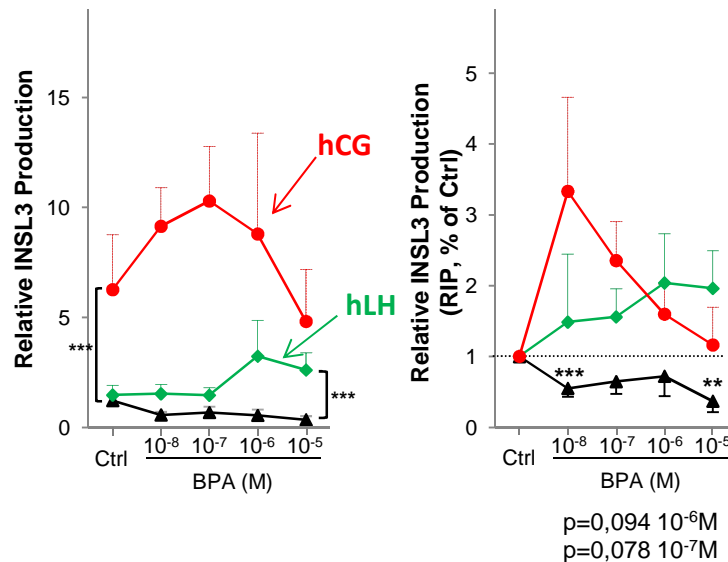 Relative INSL3 Production
15
10
5
0
hCG
hLH
***
***
Ctrl
10-8
10-7
10-6
10-5
BPA (M)
Relative INSL3 Production
(RIP, % of Ctrl)
5
4
3
2
1
0
***
**
Ctrl
10-8
10-7
10-6
10-5
BPA (M)
p=0,094 10-6M
p=0,078 10-7M